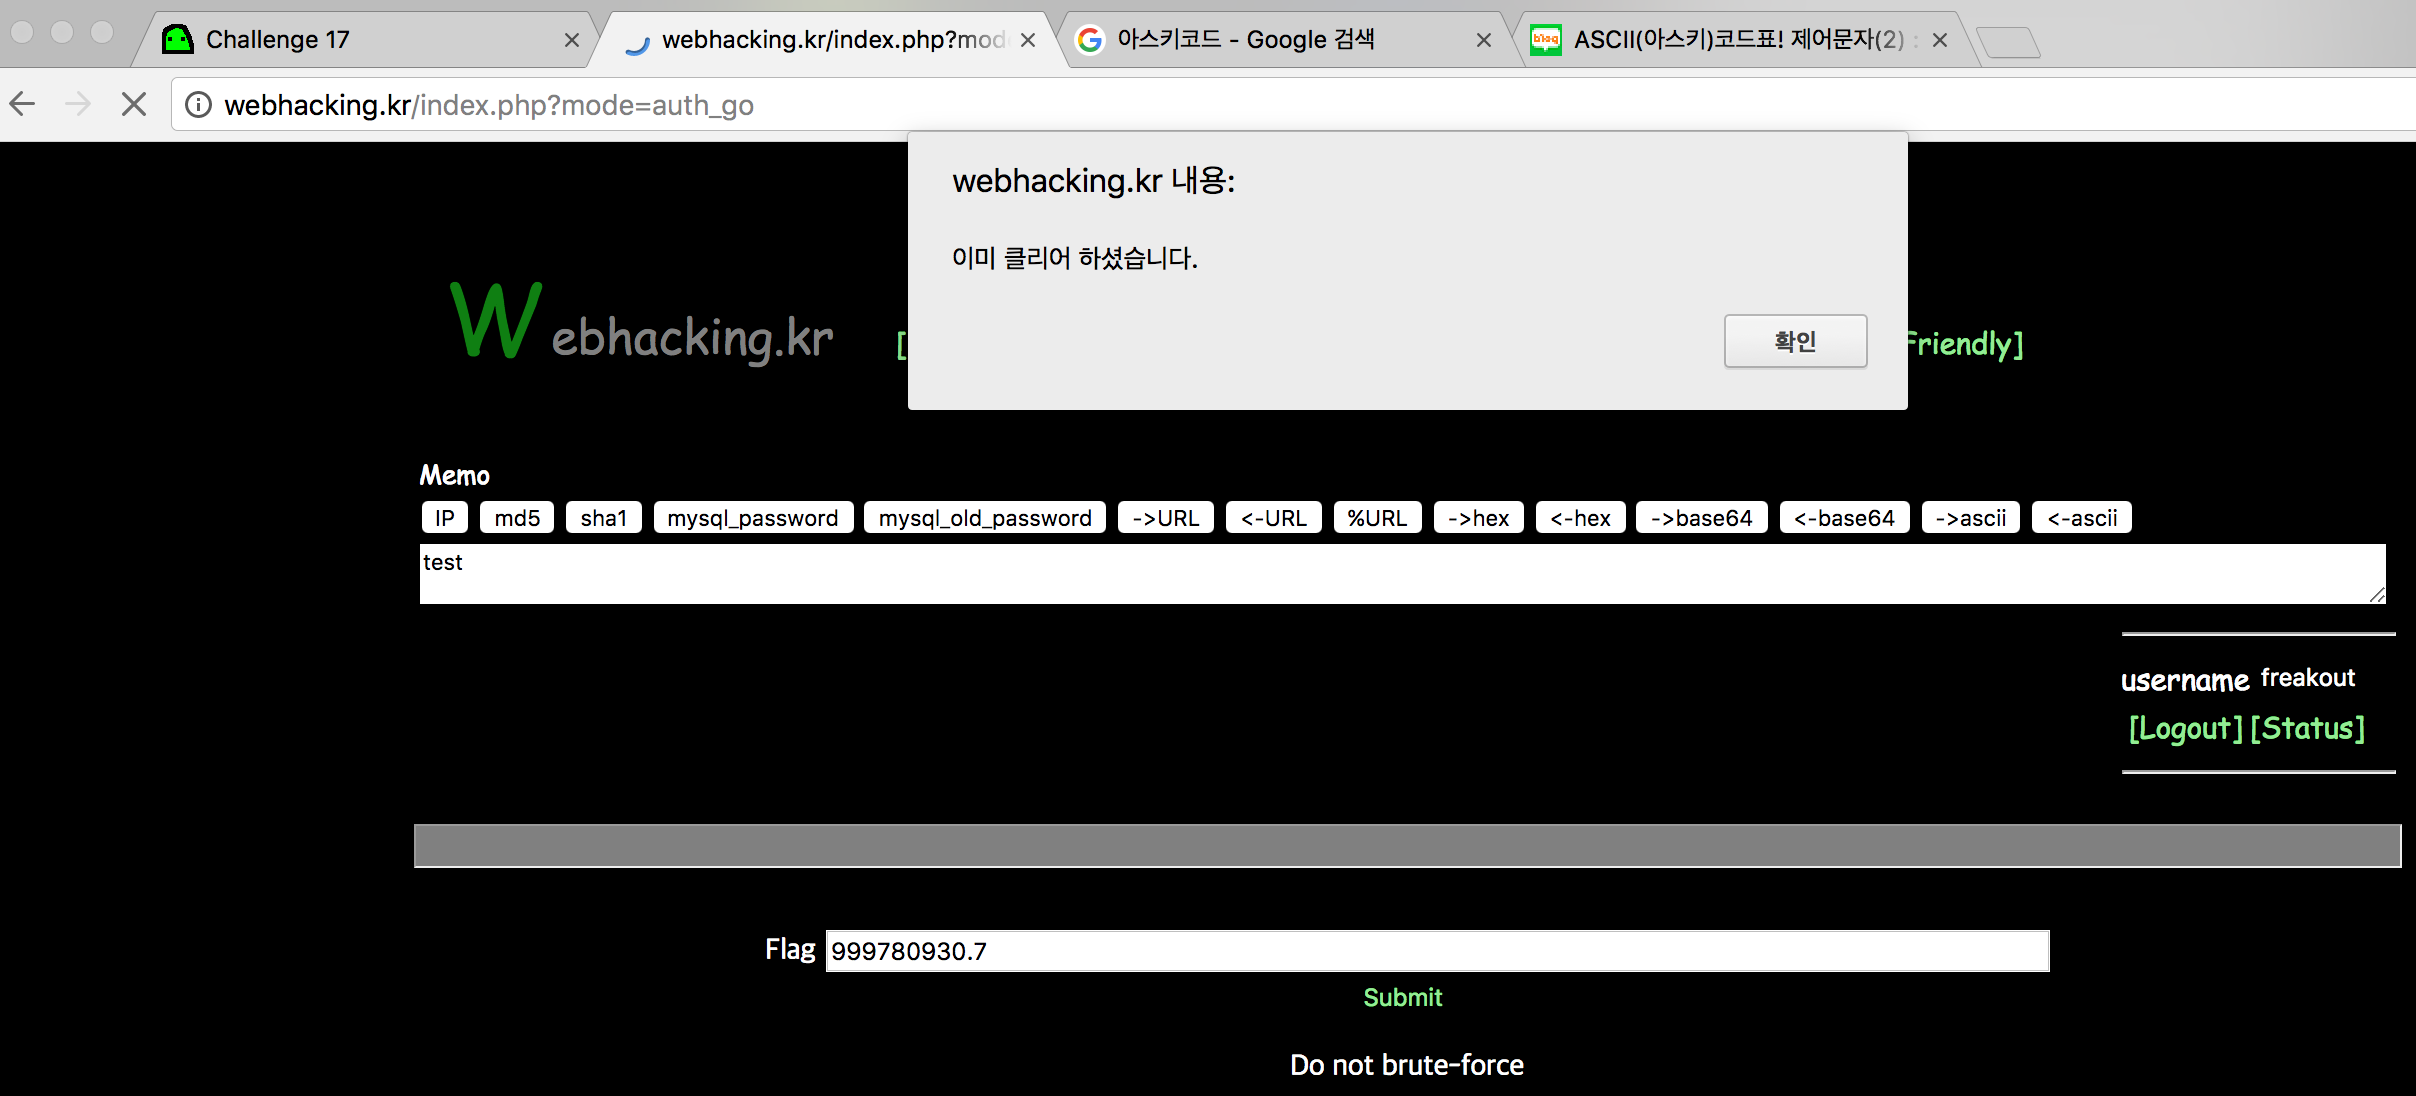 Challenge 17
webhacking.kr/index.php?mod
아스키코드 - Google 검색
ASCII(아스키)코드표! 제어문자(2) :
webhacking.kr/index.php?mode=auth_go
webhacking.kr 내용:
이미 클리어 하셨습니다.
확인
Webhacking.kr
[
friendly]
Memo
IP md5 sha1 mysql_password mysql_old_password ->URL <-URL %URL ->hex <-hex ->base64 <-base64 ->ascii <-ascii
test
username freakout
[Logout] [Status]
Flag 999780930.7
Submit
Do not brute-force